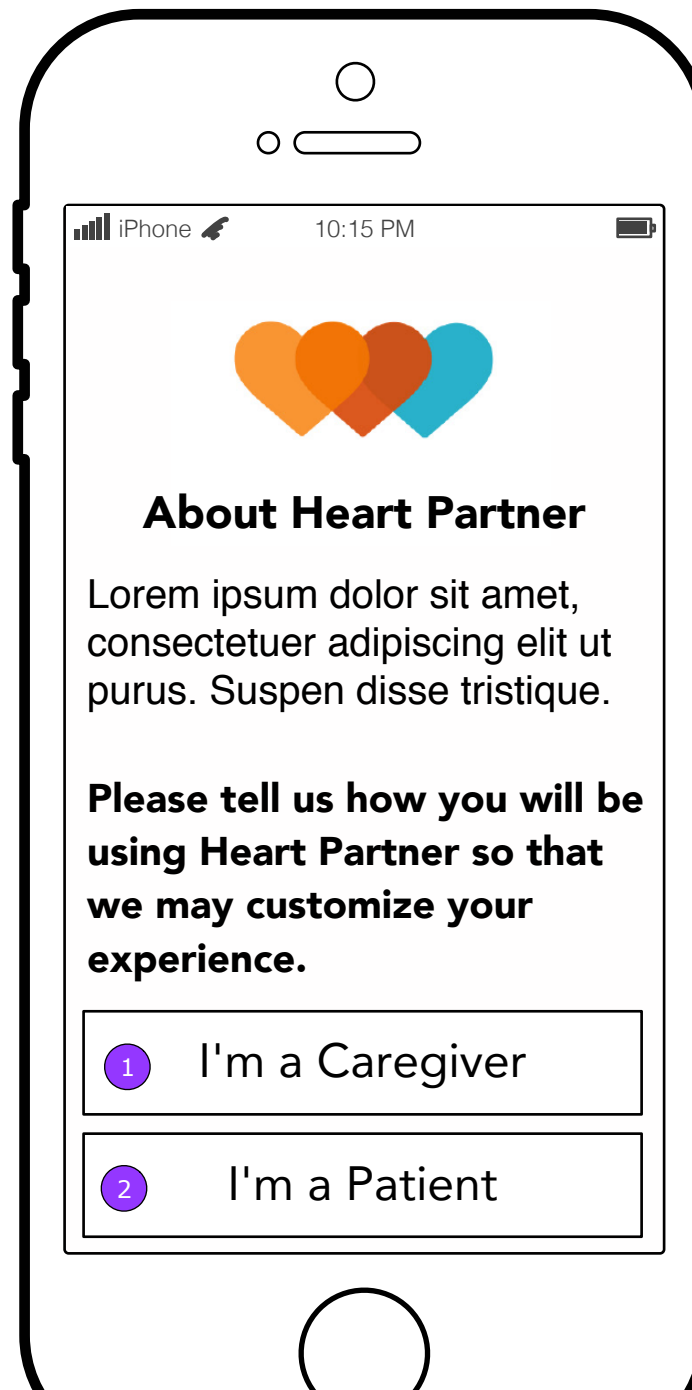 iPhone 10:15 PM
About Heart Partner
Lorem ipsum dolor sit amet,
consectetuer adipiscing elit ut
purus. Suspen disse tristique.
Please tell us how you will be
using Heart Partner so that
we may customize your
experience.
1 I'm a Caregiver
2 I'm a Patient